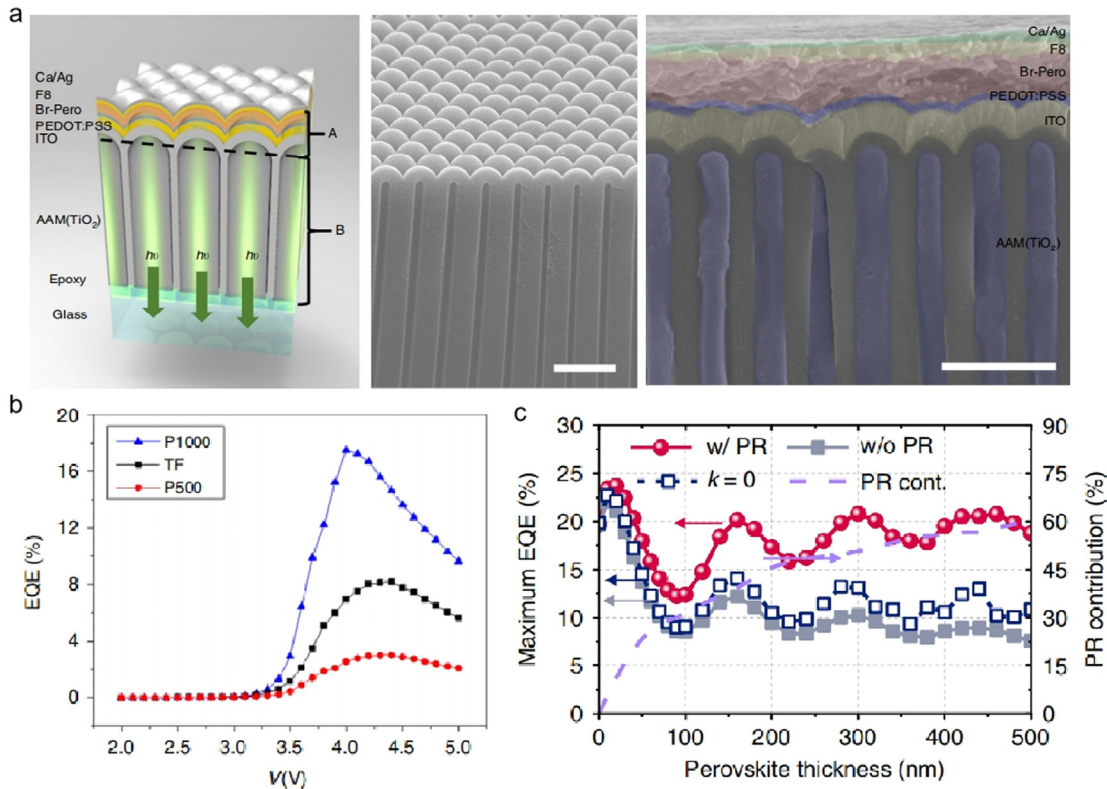 a
Ca/Ag
F8
Br-Pero
PEDOT:PSS
ITO
A
AAM(TiO2)
B
hυ hυ hυ
Epoxy
Glass
Ca/Ag
F8
Br-Pero
PEDOT:PSS
ITO
AAM(TiO2)
b
EQE (%)
20
16
12
8
4
0
P1000
TF
P500
2.0 2.5 3.0 3.5 4.0 4.5 5.0
V(V)
c
Maximum EQE (%)
30
25
20
15
10
5
0
w/ PR w/o PR
k = 0 PR cont.
90
75
60
45
30
15
0
PR contribution (%)
0 100 200 300 400 500
Perovskite thickness (nm)